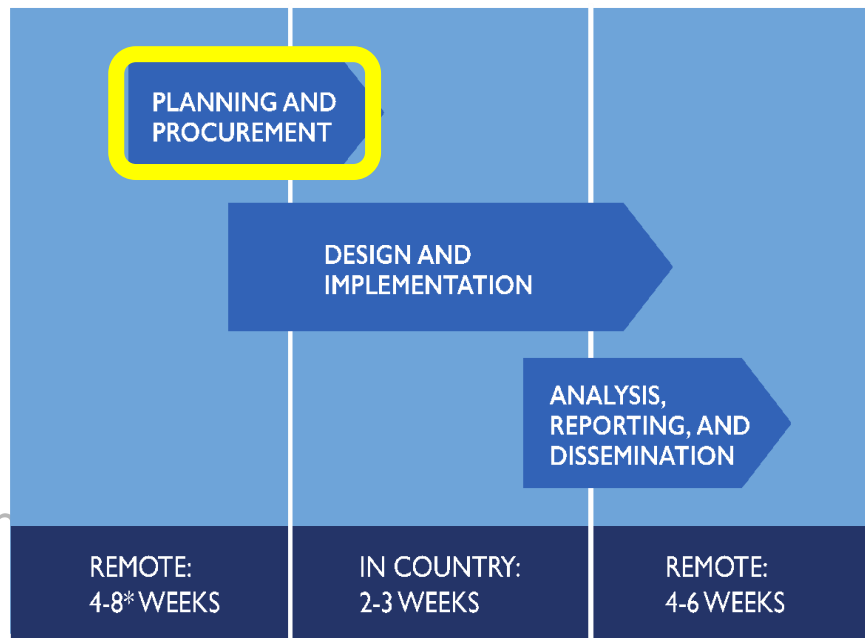 PLANNING AND
PROCUREMENT
DESIGN AND
IMPLEMENTATION
ANALYSIS,
REPORTING, AND
DISSEMINATION
REMOTE:
4-8* WEEKS
IN COUNTRY:
2-3 WEEKS
REMOTE:
4-6 WEEKS